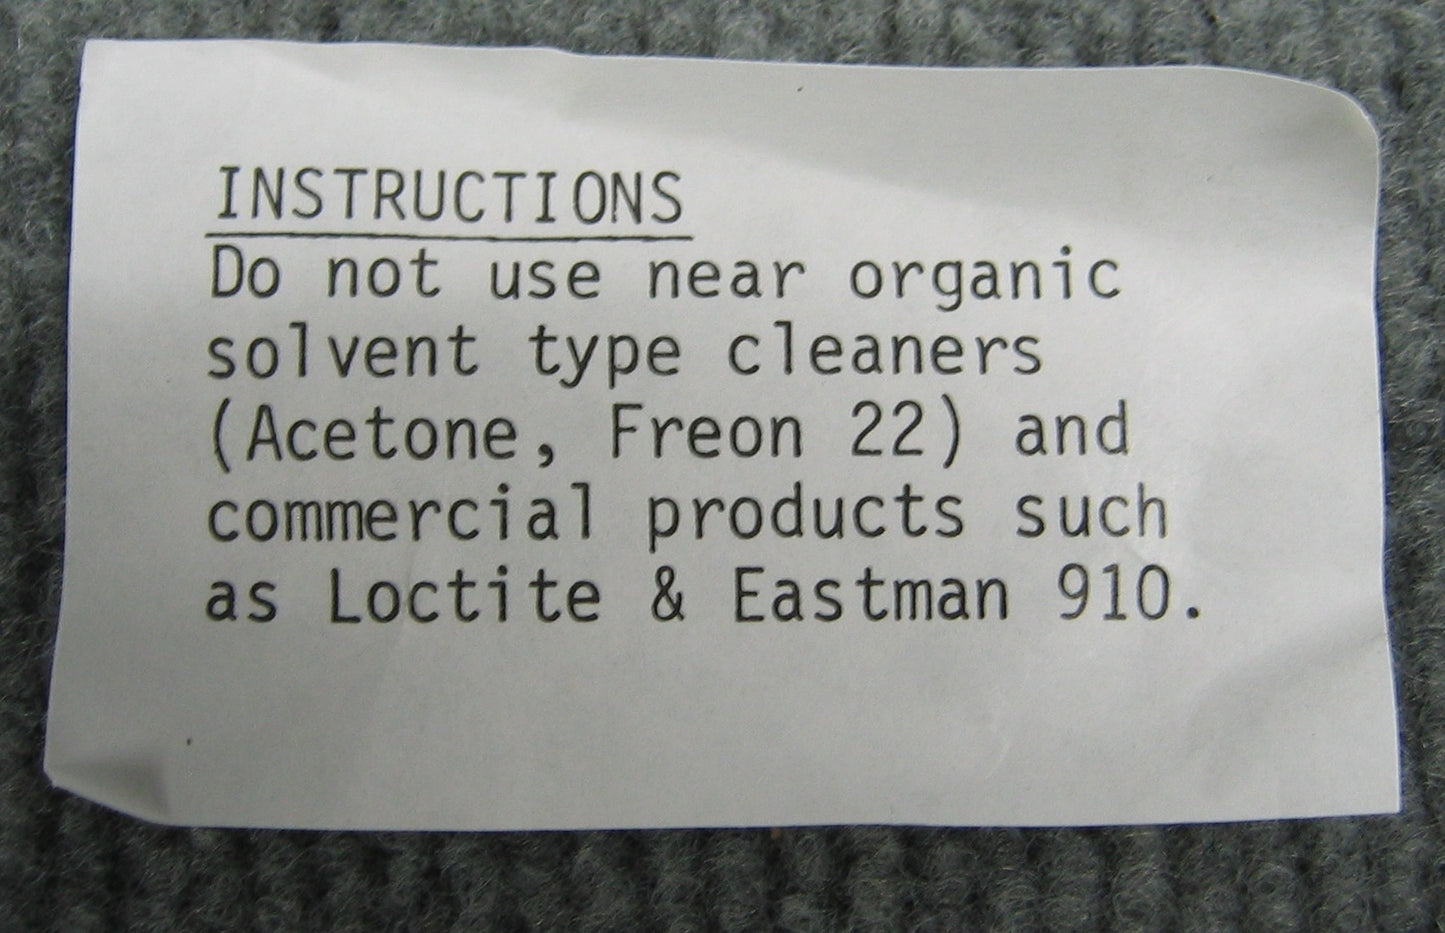 INSTRUCTIONS
Do not use near organic
solvent type cleaners
(Acetone, Freon 22) and
commercial products such
as Loctite & Eastman 910.